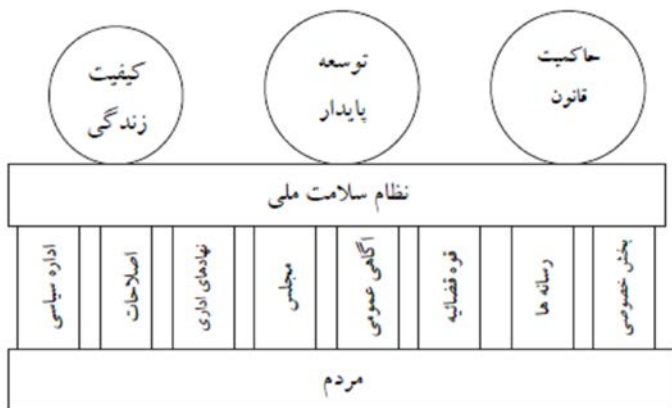 حاکمیت
قانون
توسعه
پایدار
کیفیت
زندگی
نظام سلامت ملی
بخش خصوصی
رسانه ها
قوه قضائیه
اگاهی عمومی
مجلس
نهادهای اداری
اصلاحات
اداره سیاسی
مردم